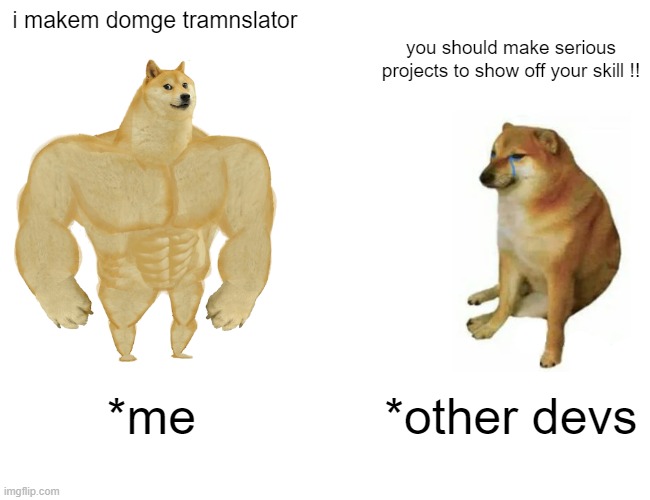 i makem domge tramnslator
you should make serious
projects to show off your skill !!
*me
*other devs
imgflip.com